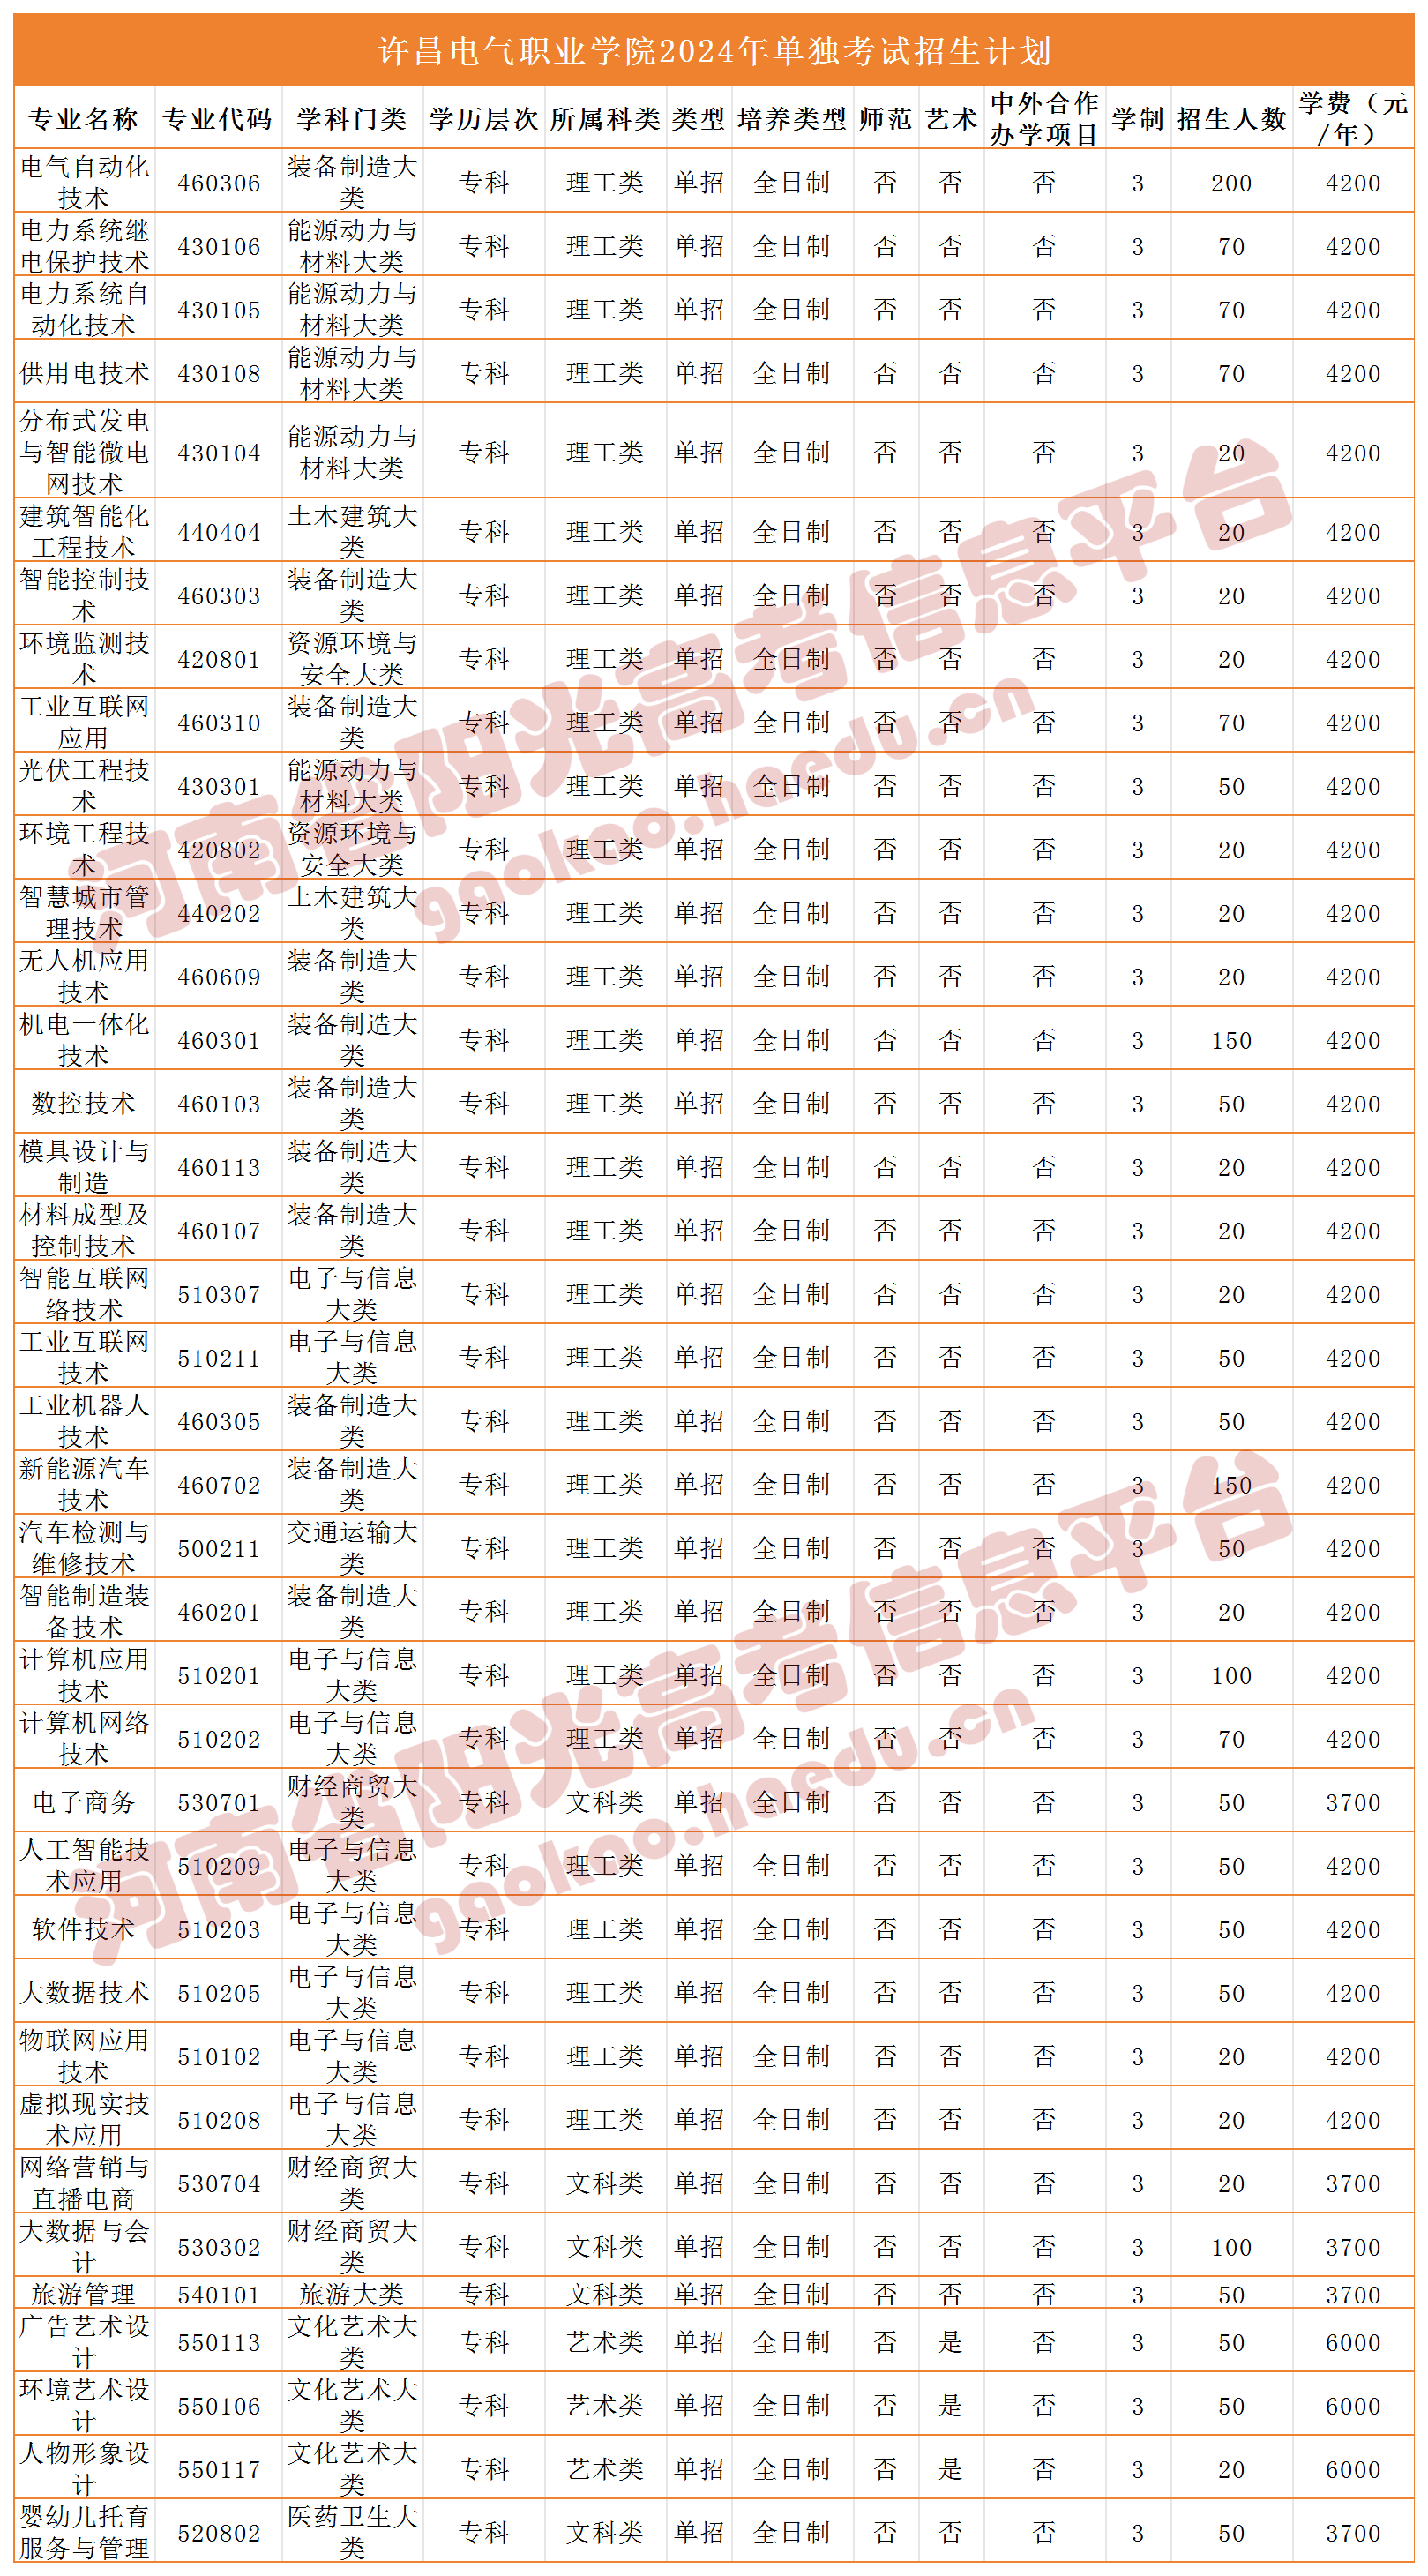 许昌电气职业学院2024年单独考试招生计划
专业名称 专业代码 学科门类 学历层次 所属科类 类型 培养类型 师范 艺术 中外合作办学项目 学制 招生人数 学费（元/年）
电气自动化技术 460306 装备制造大类 专科 理工类 单招 全日制 否 否 否 3 200 4200
电力系统继电保护技术 430106 能源动力与材料大类 专科 理工类 单招 全日制 否 否 否 3 70 4200
电力系统自动化技术 430105 能源动力与材料大类 专科 理工类 单招 全日制 否 否 否 3 70 4200
供用电技术 430108 能源动力与材料大类 专科 理工类 单招 全日制 否 否 否 3 70 4200
分布式发电与智能微电网技术 430104 能源动力与材料大类 专科 理工类 单招 全日制 否 否 否 3 20 4200
建筑智能化工程技术 440404 土木建筑大类 专科 理工类 单招 全日制 否 否 否 3 20 4200
智能控制技术 460303 装备制造大类 专科 理工类 单招 全日制 否 否 否 3 20 4200
环境监测技术 420801 资源环境与安全大类 专科 理工类 单招 全日制 否 否 否 3 20 4200
工业互联网应用 460310 装备制造大类 专科 理工类 单招 全日制 否 否 否 3 70 4200
光伏工程技术 430301 能源动力与材料大类 专科 理工类 单招 全日制 否 否 否 3 50 4200
环境工程技术 420802 资源环境与安全大类 专科 理工类 单招 全日制 否 否 否 3 20 4200
智慧城市管理技术 440202 土木建筑大类 专科 理工类 单招 全日制 否 否 否 3 20 4200
无人机应用技术 460609 装备制造大类 专科 理工类 单招 全日制 否 否 否 3 20 4200
机电一体化技术 460301 装备制造大类 专科 理工类 单招 全日制 否 否 否 3 150 4200
数控技术 460103 装备制造大类 专科 理工类 单招 全日制 否 否 否 3 50 4200
模具设计与制造 460113 装备制造大类 专科 理工类 单招 全日制 否 否 否 3 20 4200
材料成型及控制技术 460107 装备制造大类 专科 理工类 单招 全日制 否 否 否 3 20 4200
智能互联网络技术 510307 电子与信息大类 专科 理工类 单招 全日制 否 否 否 3 20 4200
工业互联网技术 510211 电子与信息大类 专科 理工类 单招 全日制 否 否 否 3 50 4200
工业机器人技术 460305 装备制造大类 专科 理工类 单招 全日制 否 否 否 3 50 4200
新能源汽车技术 460702 装备制造大类 专科 理工类 单招 全日制 否 否 否 3 150 4200
汽车检测与维修技术 500211 交通运输大类 专科 理工类 单招 全日制 否 否 否 3 50 4200
智能制造装备技术 460201 装备制造大类 专科 理工类 单招 全日制 否 否 否 3 20 4200
计算机应用技术 510201 电子与信息大类 专科 理工类 单招 全日制 否 否 否 3 100 4200
计算机网络技术 510202 电子与信息大类 专科 理工类 单招 全日制 否 否 否 3 70 4200
电子商务 530701 财经商贸大类 专科 文科类 单招 全日制 否 否 否 3 50 3700
人工智能技术应用 510209 电子与信息大类 专科 理工类 单招 全日制 否 否 否 3 50 4200
软件技术 510203 电子与信息大类 专科 理工类 单招 全日制 否 否 否 3 50 4200
大数据技术 510205 电子与信息大类 专科 理工类 单招 全日制 否 否 否 3 50 4200
物联网应用技术 510102 电子与信息大类 专科 理工类 单招 全日制 否 否 否 3 20 4200
虚拟现实技术应用 510208 电子与信息大类 专科 理工类 单招 全日制 否 否 否 3 20 4200
网络营销与直播电商 530704 财经商贸大类 专科 文科类 单招 全日制 否 否 否 3 20 3700
大数据与会计 530302 财经商贸大类 专科 文科类 单招 全日制 否 否 否 3 100 3700
旅游管理 540101 旅游大类 专科 文科类 单招 全日制 否 否 否 3 50 3700
广告艺术设计 550113 文化艺术大类 专科 艺术类 单招 全日制 否 是 否 3 50 6000
环境艺术设计 550106 文化艺术大类 专科 艺术类 单招 全日制 否 是 否 3 50 6000
人物形象设计 550117 文化艺术大类 专科 艺术类 单招 全日制 否 是 否 3 20 6000
婴幼儿托育服务与管理 520802 医药卫生大类 专科 文科类 单招 全日制 否 否 否 3 50 3700
河南省阳光高考信息平台
gaokao.haedu.cn
河南省阳光高考信息平台
gaokao.haedu.cn